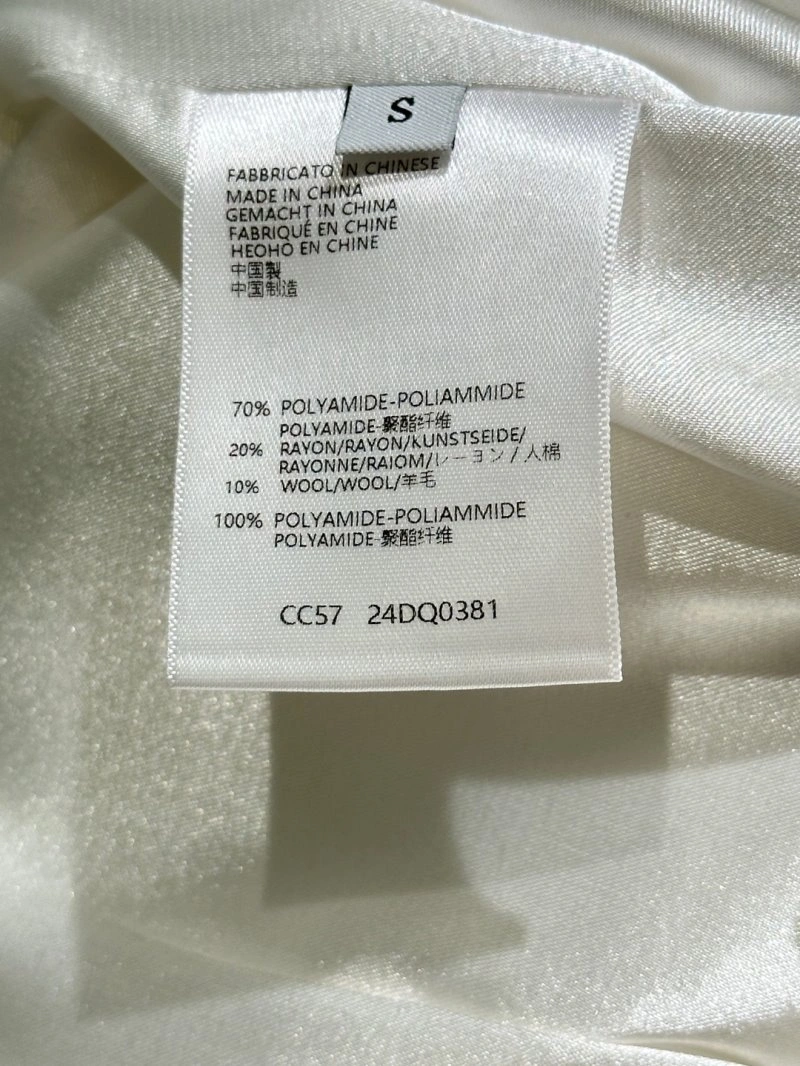 S
FABBRICATO IN CHINESE
MADE IN CHINA
GEMACHT IN CHINA
FABRIQUÉ EN CHINE
HEOHO EN CHINE
中国製
中国制造
70% POLYAMIDE-POLIAMMIDE
POLYAMIDE-聚酯纤维
20% RAYON/RAYON/KUNSTSEIDE/
RAYONNE/RAIOM/レーヨン/人棉
10% WOOL/WOOL/羊毛
100% POLYAMIDE-POLIAMMIDE
POLYAMIDE-聚酯纤维
CC57 24DQ0381